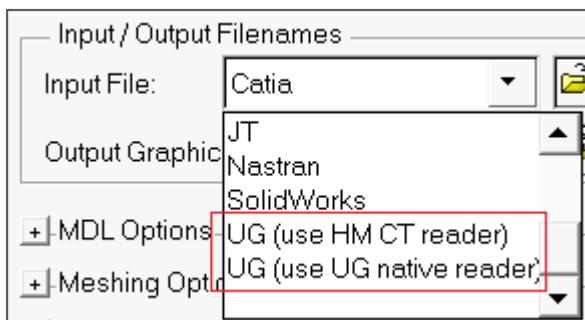 Input / Output Filenames
Input File:
Catia
Output Graphic
JT
Nastran
SolidWorks
MDL Options
UG (use HM CT reader)
Meshing Opti
UG (use UG native reader)